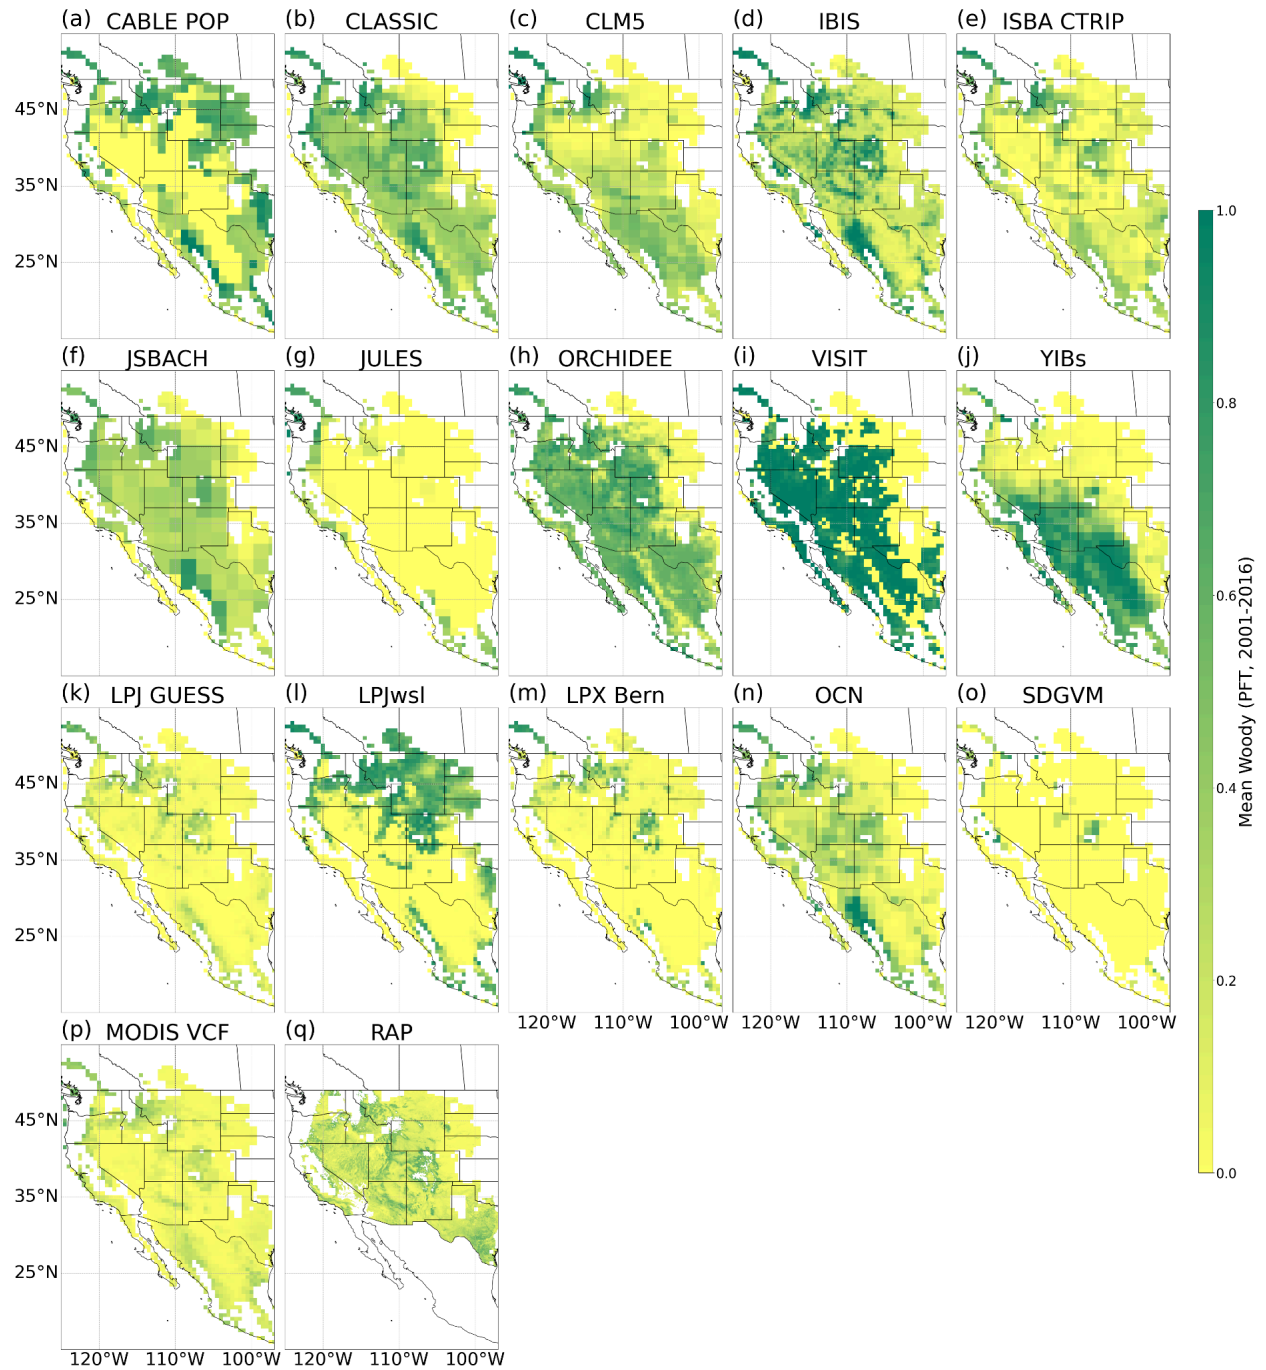 (a) CABLE POP (b) CLASSIC (c) CLM5 (d) IBIS (e) ISBA CTRIP
45°N
35°N
25°N
(f) JSBACH (g) JULES (h) ORCHIDEE (i) VISIT (j) YIBs
45°N
35°N
25°N
(k) LPJ GUESS (l) LPJwsl (m) LPX Bern (n) OCN (o) SDGVM
45°N
35°N
25°N
120°W 110°W 100°W 120°W 110°W 100°W 120°W 110°W 100°W
(p) MODIS VCF (q) RAP
45°N
35°N
25°N
120°W 110°W 100°W 120°W 110°W 100°W
1.0
0.8
0.6
0.4
0.2
0.0
Mean Woody (PFT, 2001-2016)